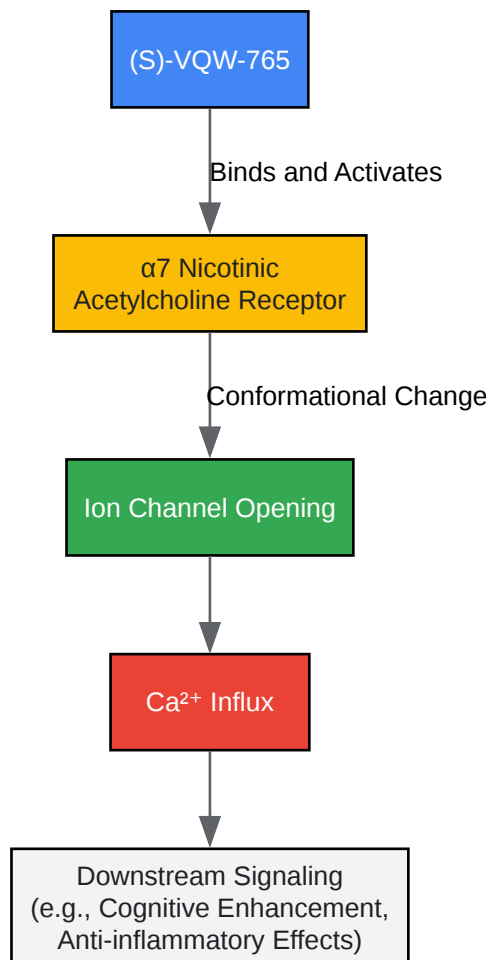 (S)-VQW-765
Binds and Activates
α7 Nicotinic
Acetylcholine Receptor
Conformational Change
Ion Channel Opening
Ca²⁺ Influx
Downstream Signaling
(e.g., Cognitive Enhancement,
Anti-inflammatory Effects)